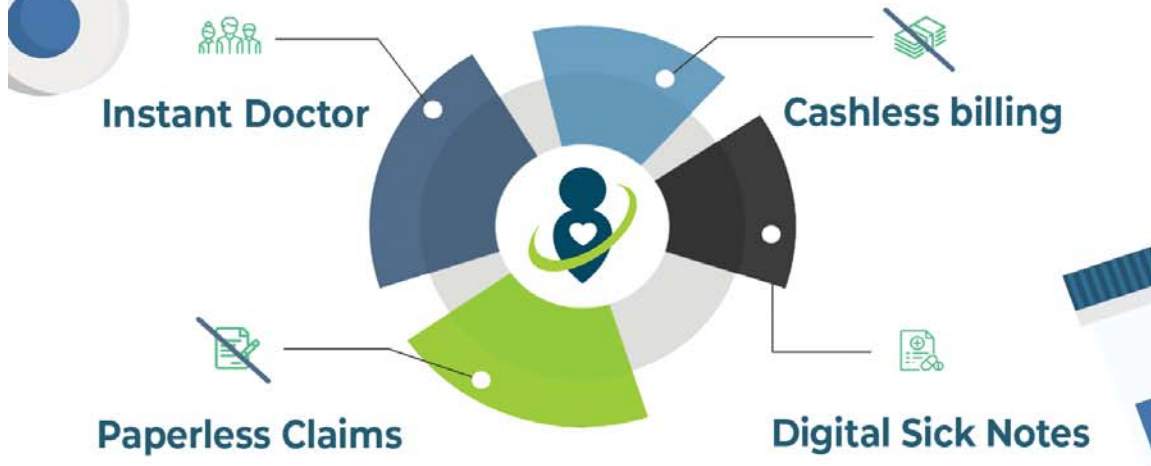 Instant Doctor
Cashless billing
Paperless Claims
Digital Sick Notes